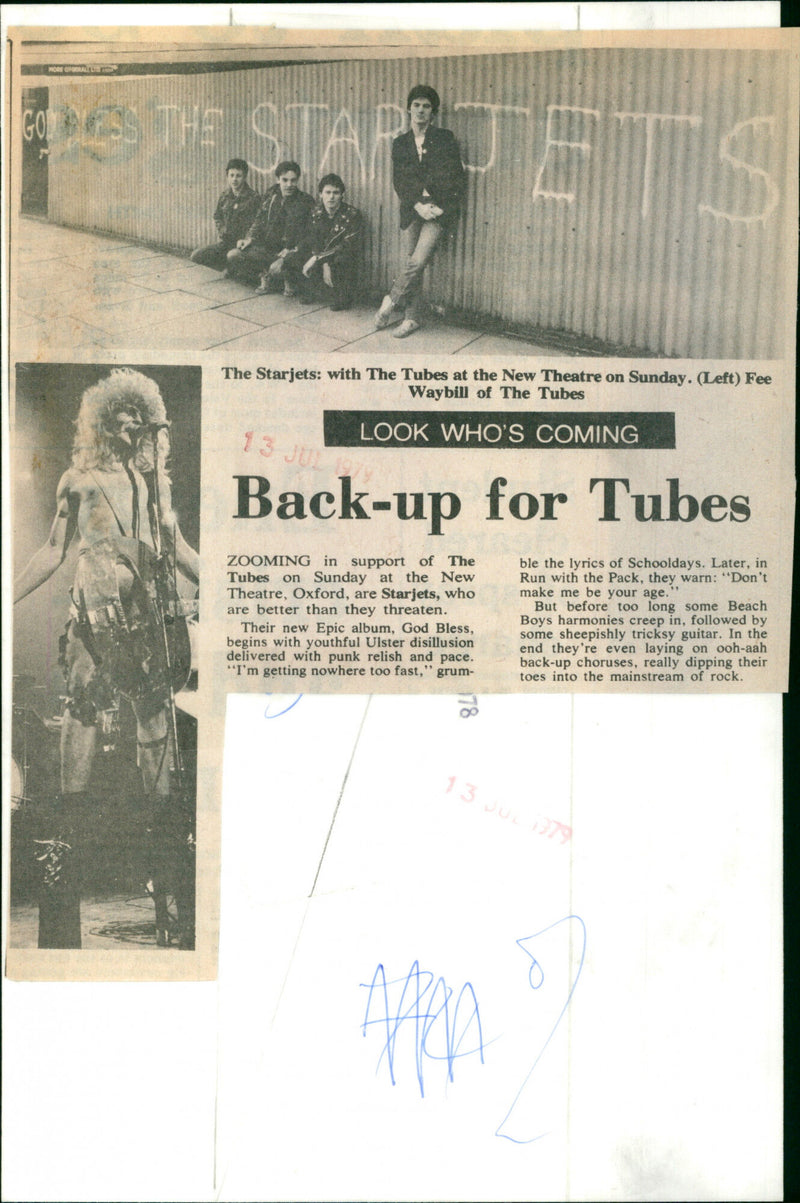 GOD BLESS THE STARJETS
The Starjets: with The Tubes at the New Theatre on Sunday. (Left) Fee
Waybill of The Tubes
LOOK WHO'S COMING
13 JUL 1979
Back-up for Tubes
ZOOMING in support of The
Tubes on Sunday at the New
Theatre, Oxford, are Starjets, who
are better than they threaten.
Their new Epic album, God Bless,
begins with youthful Ulster disillusion
delivered with punk relish and pace.
"I'm getting nowhere too fast," grum-
ble the lyrics of Schooldays. Later, in
Run with the Pack, they warn: "Don't
make me be your age."
But before too long some Beach
Boys harmonies creep in, followed by
some sheepishly tricksy guitar. In the
end they're even laying on ooh-aah
back-up choruses, really dipping their
toes into the mainstream of rock.
78
13 JUL 1979